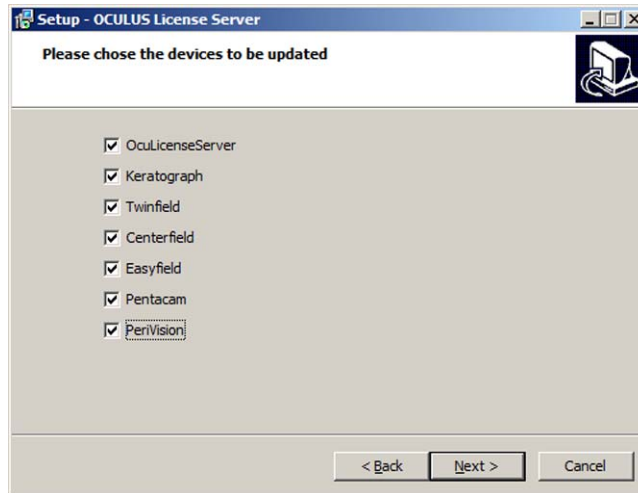 Setup - OCULUS License Server
Please chose the devices to be updated
OcuLicenseServer
Keratograph
Twinfield
Centerfield
Easyfield
Pentacam
PeriVision
< Back Next > Cancel